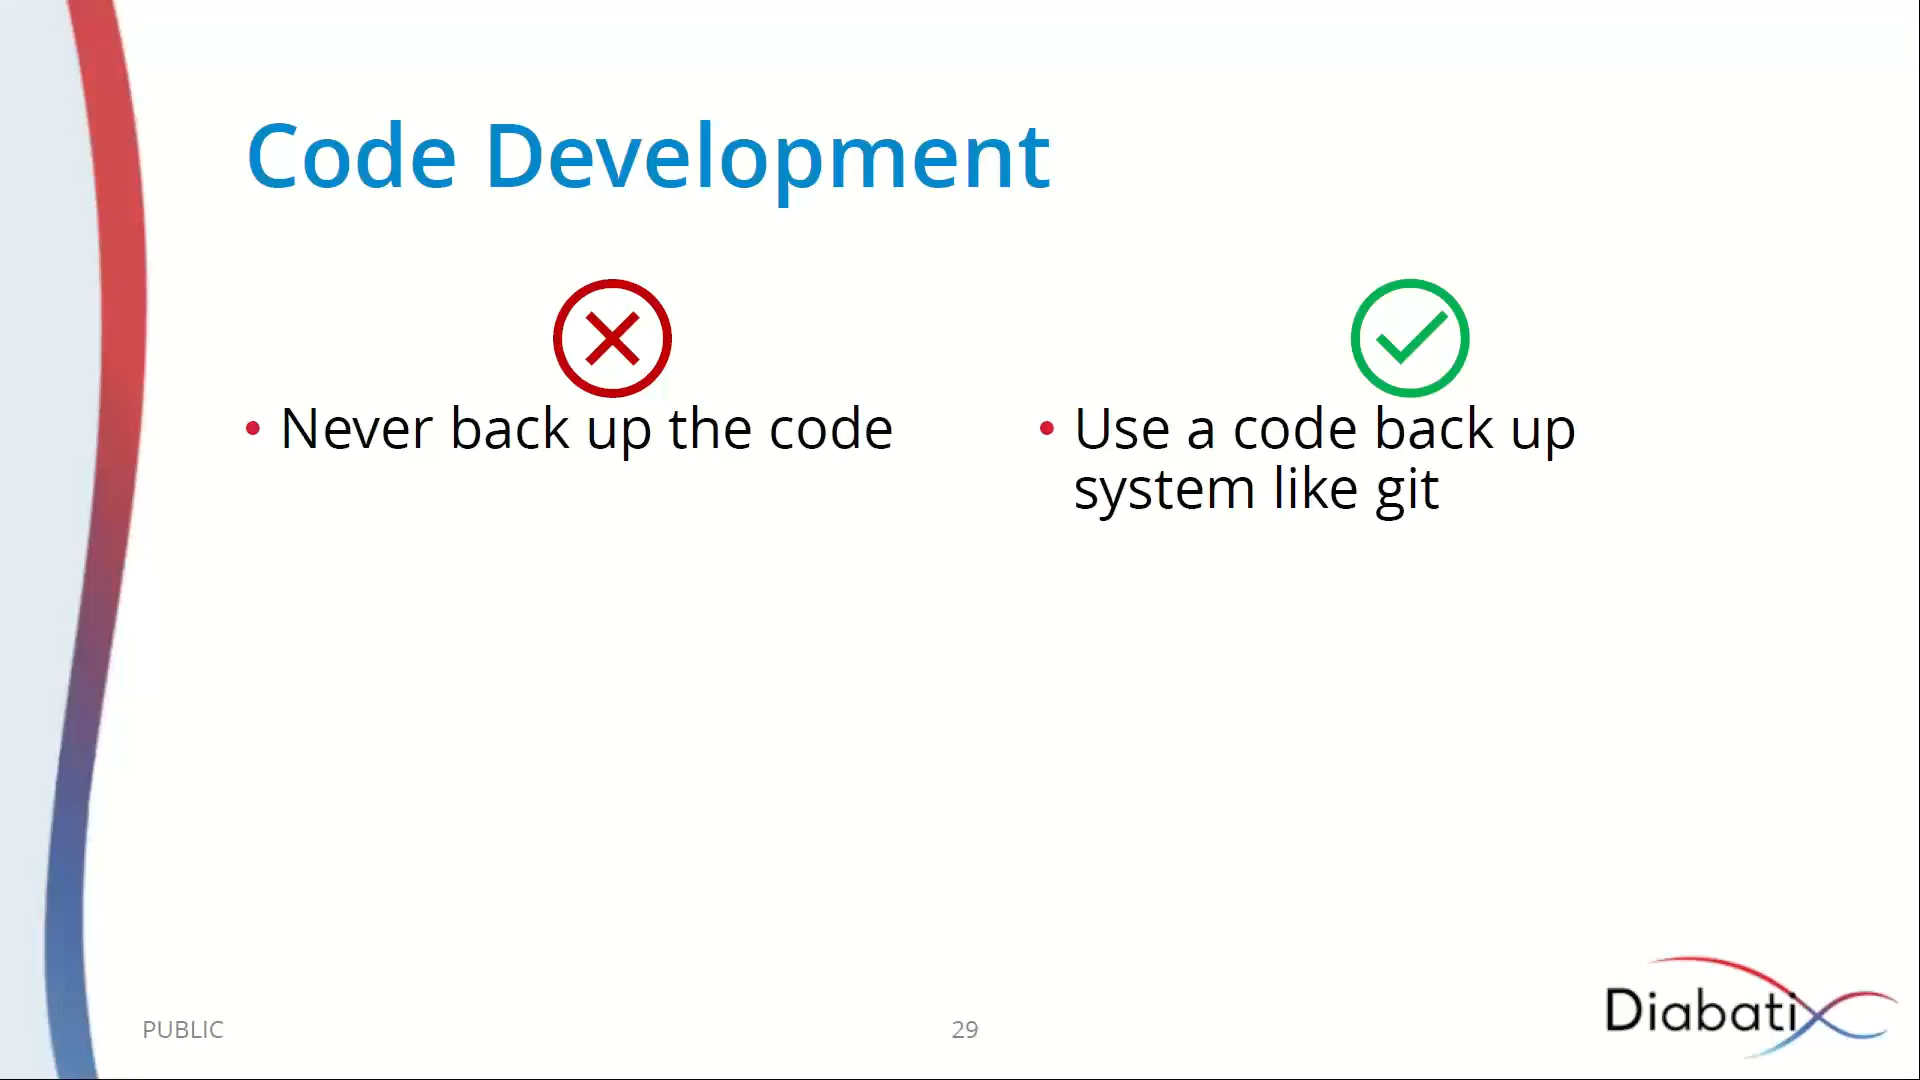 Code Development
• Never back up the code
• Use a code back up
system like git
PUBLIC
29
Diabatix